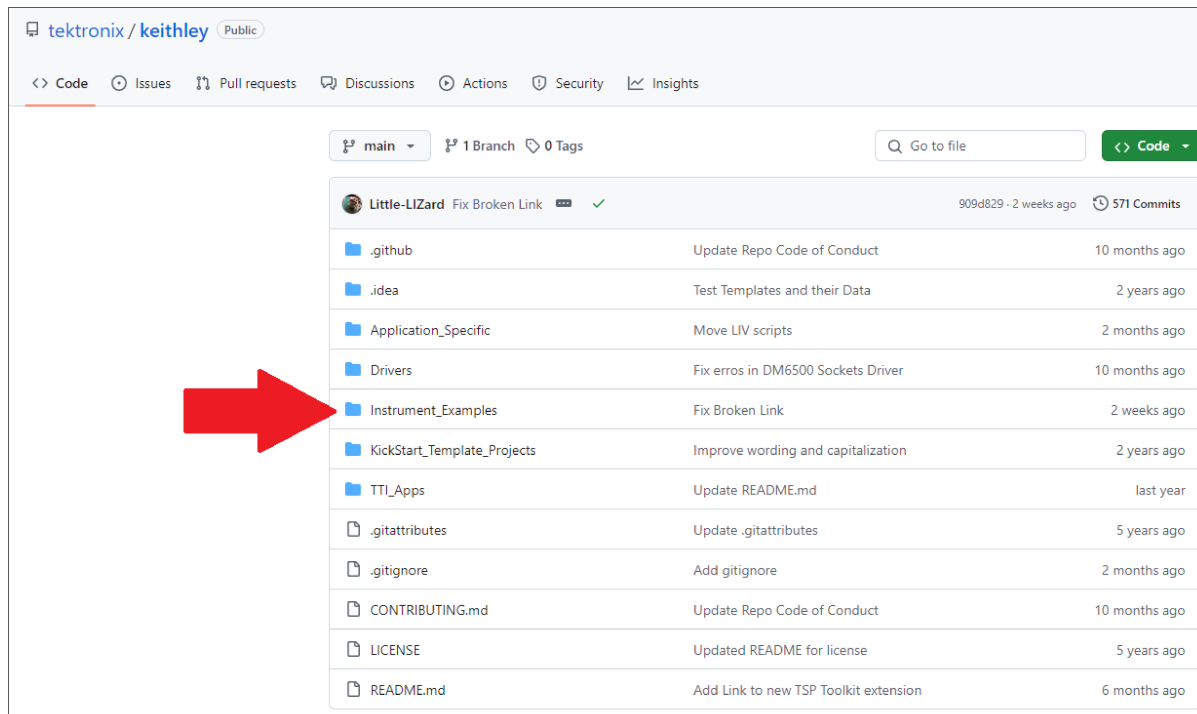 tektronix / keithley Public
Code Issues Pull requests Discussions Actions Security Insights
main 1 Branch 0 Tags Go to file Code
Little-LIZard Fix Broken Link 909d829 · 2 weeks ago 571 Commits
.github Update Repo Code of Conduct 10 months ago
.idea Test Templates and their Data 2 years ago
Application_Specific Move LIV scripts 2 months ago
Drivers Fix erros in DM6500 Sockets Driver 10 months ago
Instrument_Examples Fix Broken Link 2 weeks ago
KickStart_Template_Projects Improve wording and capitalization 2 years ago
TTI_Apps Update README.md last year
.gitattributes Update .gitattributes 5 years ago
.gitignore Add gitignore 2 months ago
CONTRIBUTING.md Update Repo Code of Conduct 10 months ago
LICENSE Updated README for license 5 years ago
README.md Add Link to new TSP Toolkit extension 6 months ago